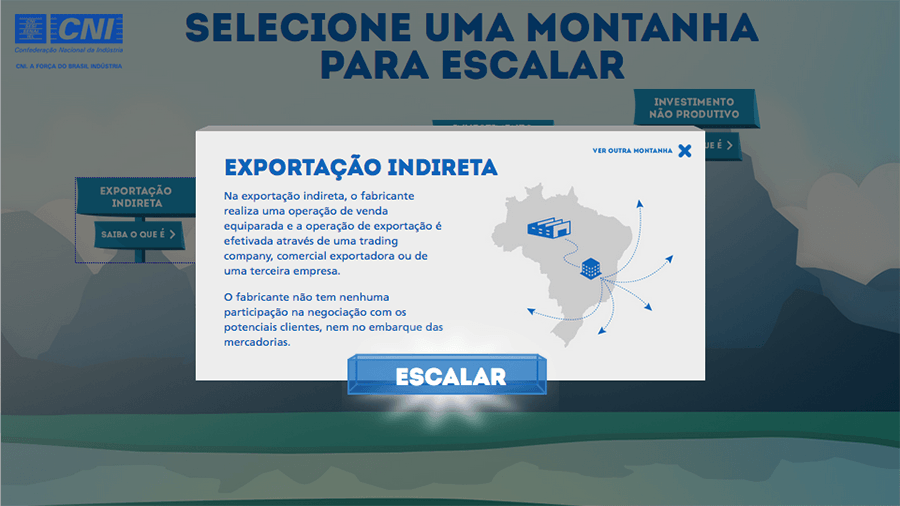 CNI
Confederação Nacional da Indústria
CNI. A FORÇA DO BRASIL INDÚSTRIA
SELECIONE UMA MONTANHA
PARA ESCALAR
INVESTIMENTO
NÃO PRODUTIVO
É
EXPORTAÇÃO
INDIRETA
SAIBA O QUE É
VER OUTRA MONTANHA
EXPORTAÇÃO INDIRETA
Na exportação indireta, o fabricante
realiza uma operação de venda
equiparada e a operação de exportação é
efetivada através de uma trading
company, comercial exportadora ou de
uma terceira empresa.
O fabricante não tem nenhuma
participação na negociação com os
potenciais clientes, nem no embarque das
mercadorias.
ESCALAR